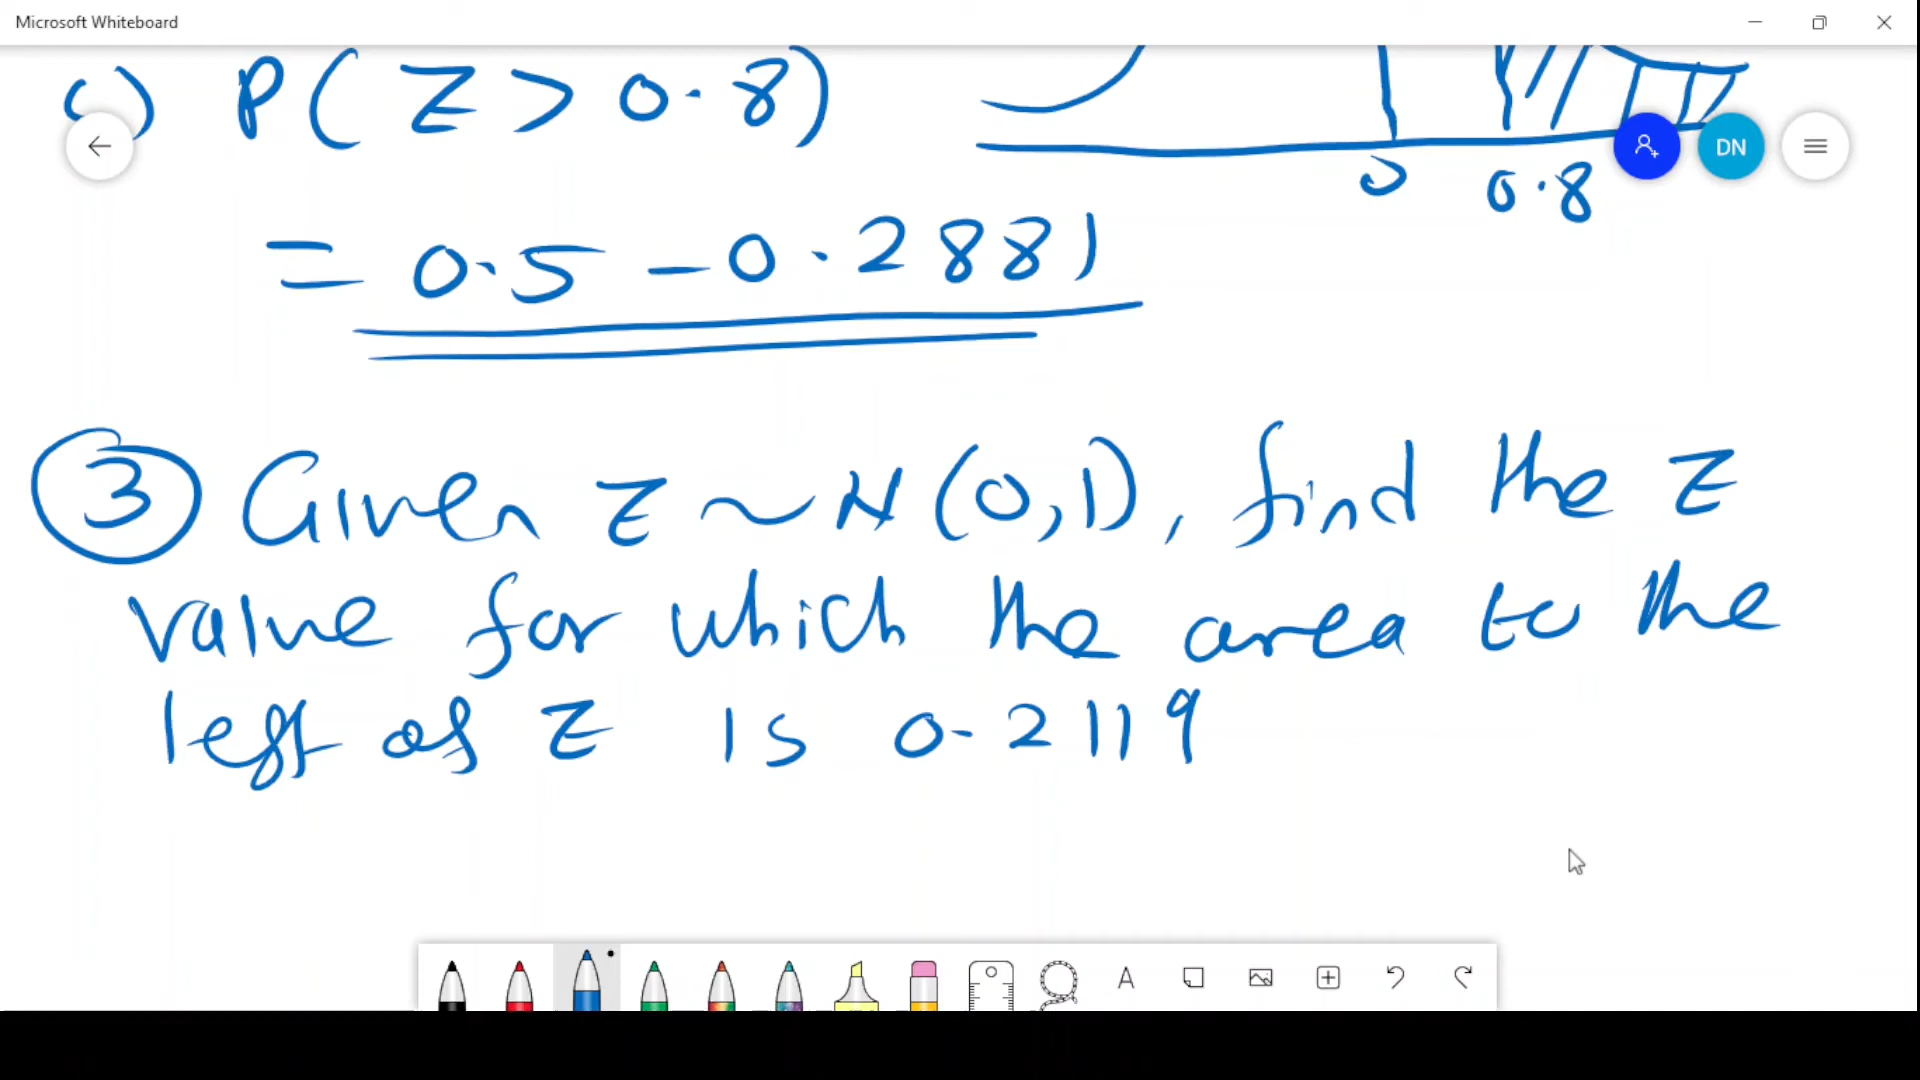 Microsoft Whiteboard
c) P(Z > 0.8)
0 0.8
DN
= 0.5 - 0.2881
3 Given Z ~ N(0,1), find the Z
value for which the area to the
left of Z is 0.2119
A